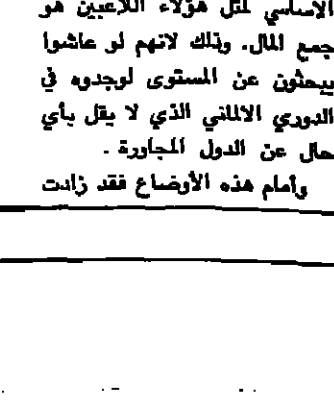 الأساسي لمثل هؤلاء اللاعبين هو
جمع المال، وذلك لانهم لو عاشوا
يبحثون عن المستوى لوجدوه في
الدوري الالماني الذي لا يقل بأي
حال عن الدول المجاورة .
وأمام هذه الأوضاع فقد زادت